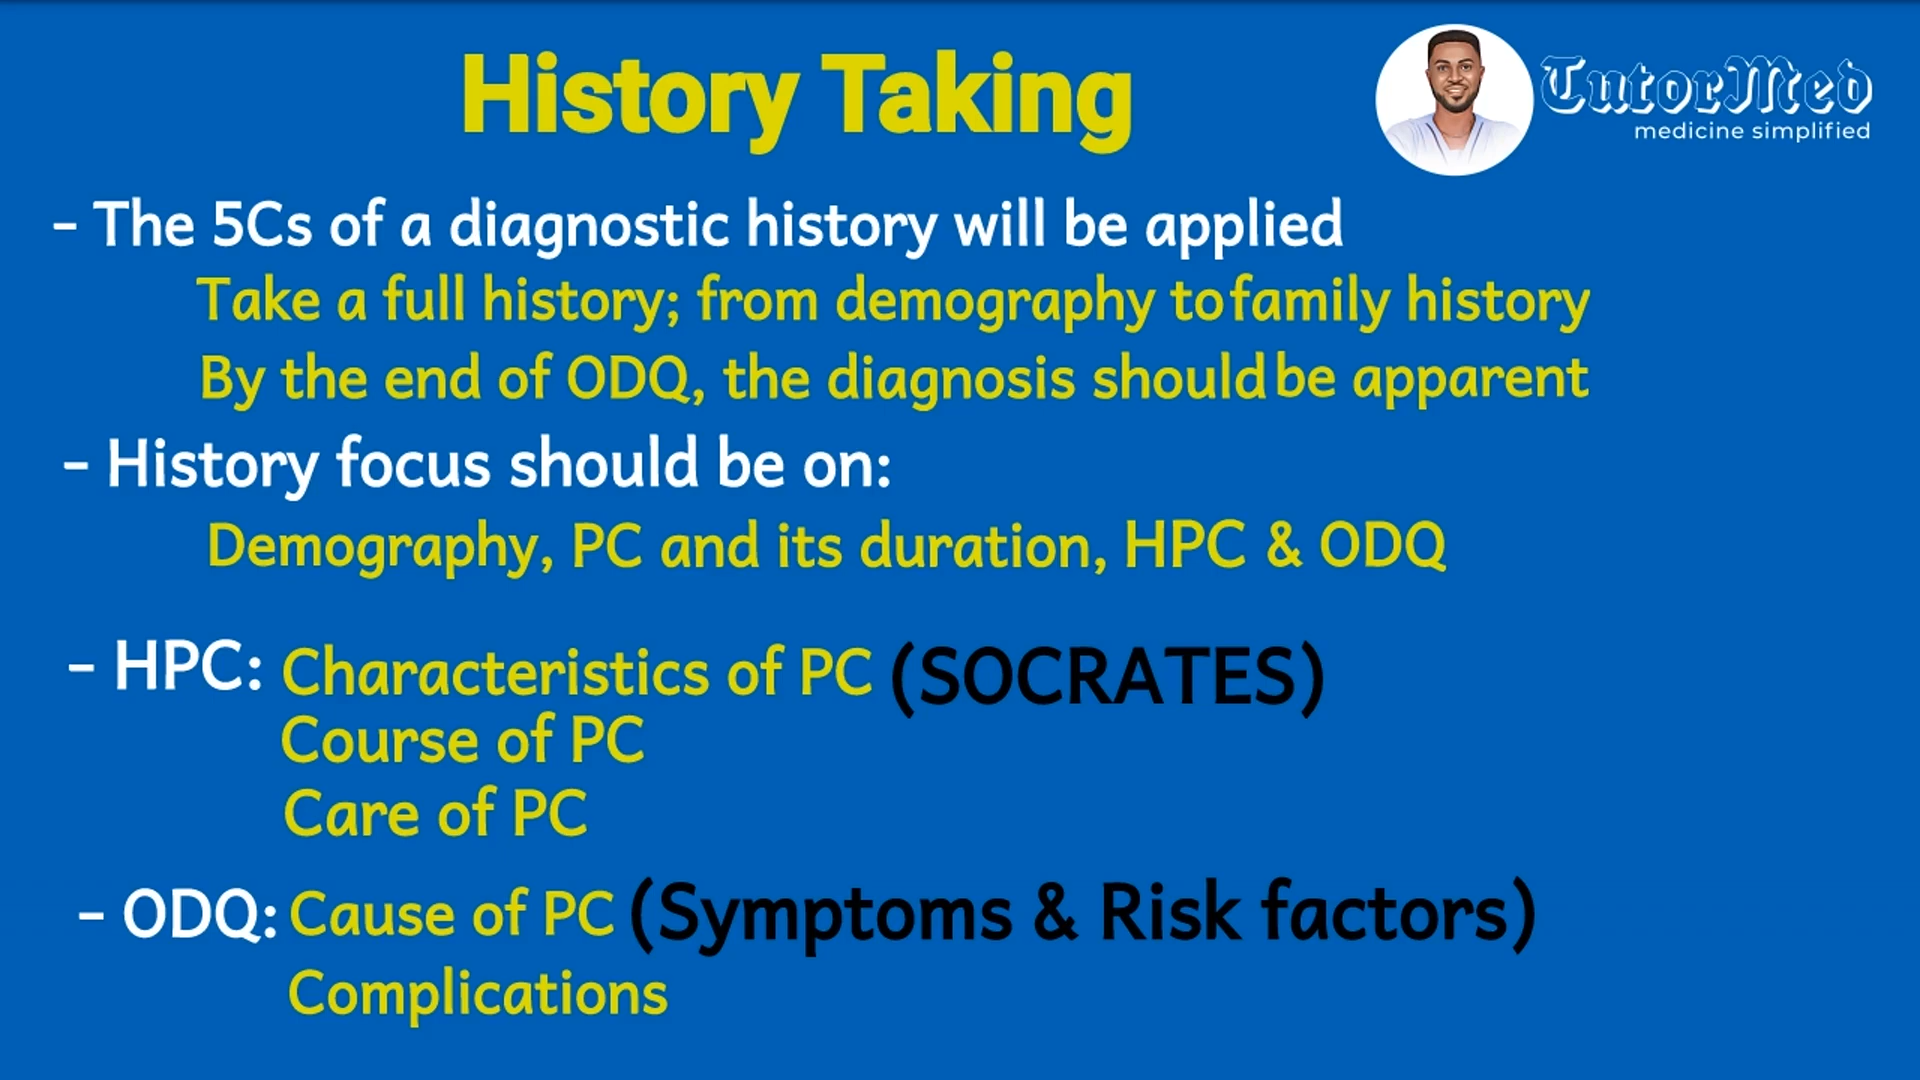 History Taking
TutorMed
medicine simplified
- The 5Cs of a diagnostic history will be applied
Take a full history; from demography to family history
By the end of ODQ, the diagnosis should be apparent
- History focus should be on:
Demography, PC and its duration, HPC & ODQ
- HPC: Characteristics of PC (SOCRATES)
Course of PC
Care of PC
- ODQ: Cause of PC (Symptoms & Risk factors)
Complications